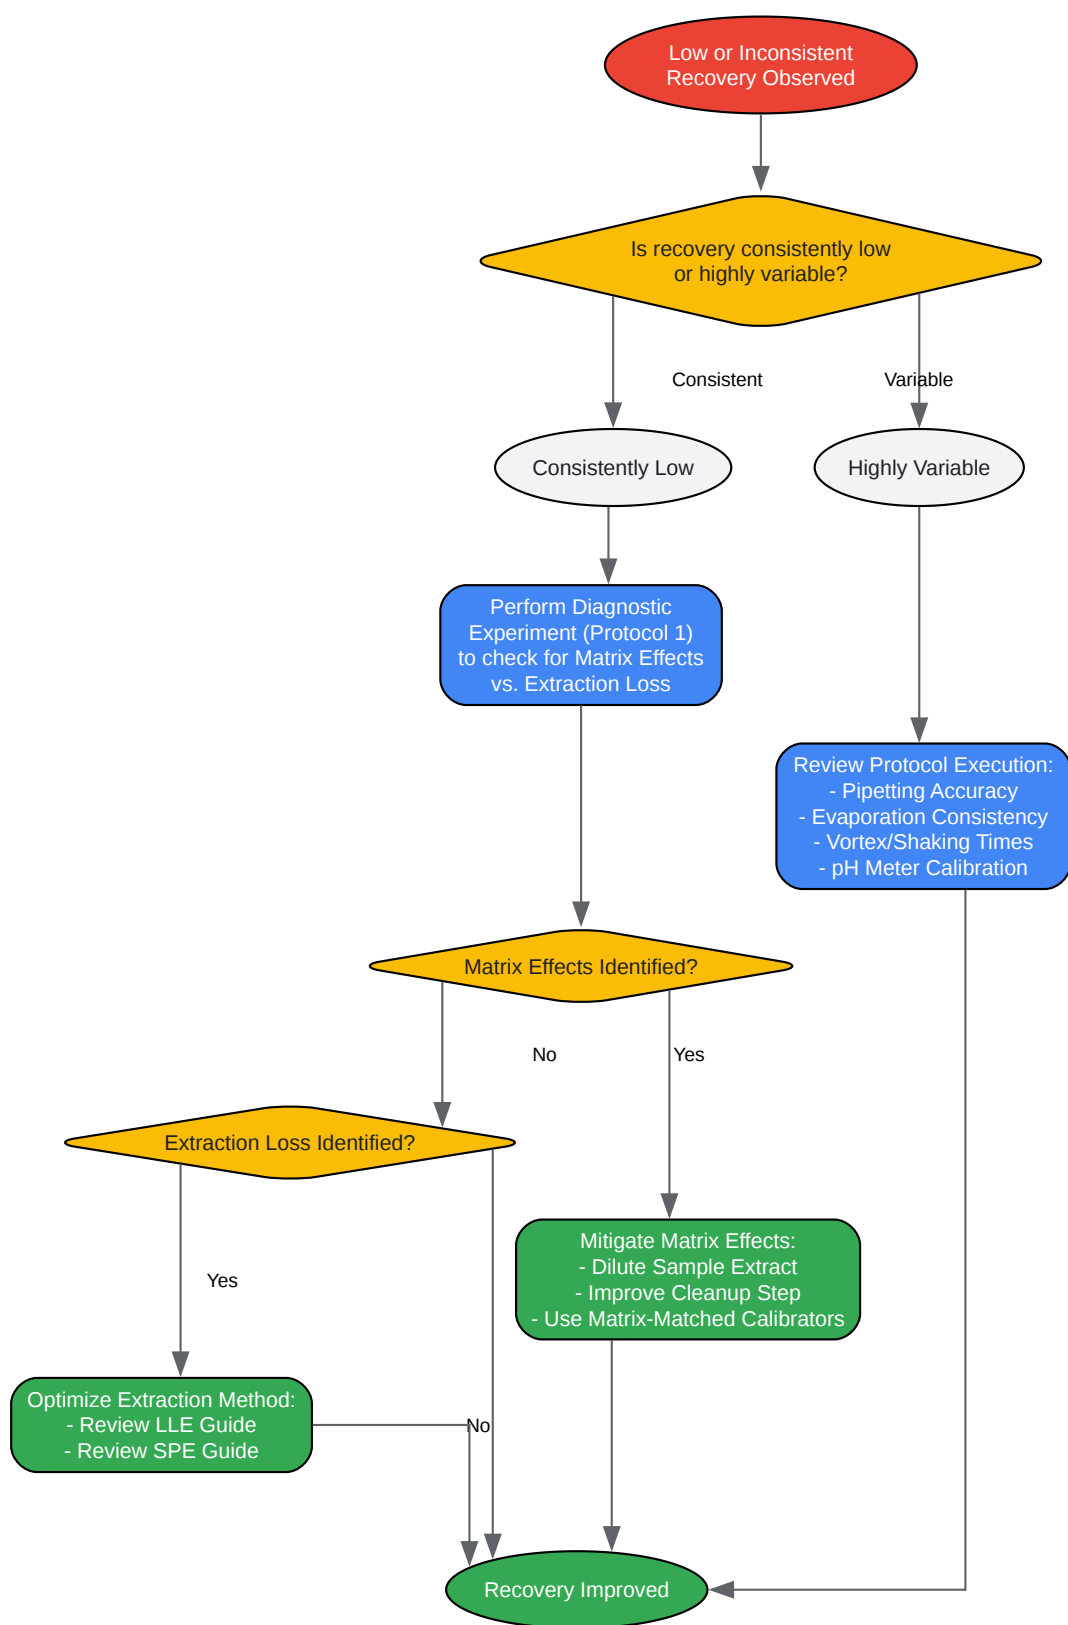 Low or Inconsistent
Recovery Observed
Is recovery consistently low
or highly variable?
Consistent
Variable
Consistently Low
Highly Variable
Perform Diagnostic
Experiment (Protocol 1)
to check for Matrix Effects
vs. Extraction Loss
Review Protocol Execution:
- Pipetting Accuracy
- Evaporation Consistency
- Vortex/Shaking Times
- pH Meter Calibration
Matrix Effects Identified?
No
Yes
Extraction Loss Identified?
Mitigate Matrix Effects:
- Dilute Sample Extract
- Improve Cleanup Step
- Use Matrix-Matched Calibrators
Yes
Optimize Extraction Method:
- Review LLE Guide
- Review SPE Guide
No
Recovery Improved